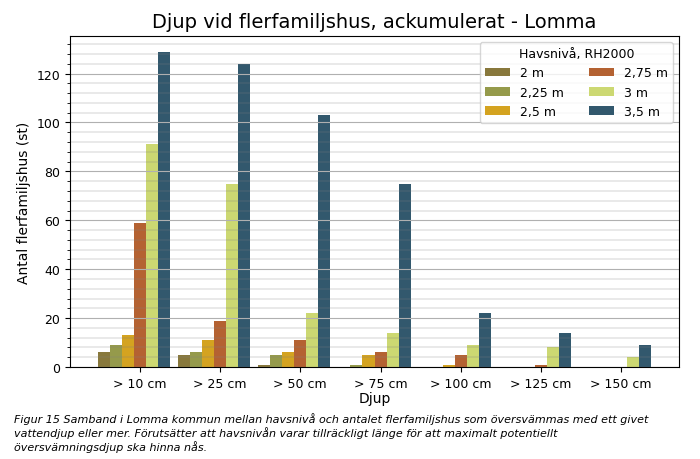 Djup vid flerfamiljshus, ackumulerat - Lomma
Havsnivå, RH2000
2 m
2,25 m
2,5 m
2,75 m
3 m
3,5 m
Antal flerfamiljshus (st)
120
100
80
60
40
20
0
> 10 cm > 25 cm > 50 cm > 75 cm > 100 cm > 125 cm > 150 cm
Djup
Figur 15 Samband i Lomma kommun mellan havsnivå och antalet flerfamiljshus som översvämmas med ett givet
vattendjup eller mer. Förutsätter att havsnivån varar tillräckligt länge för att maximalt potentiellt
översvämningsdjup ska hinna nås.